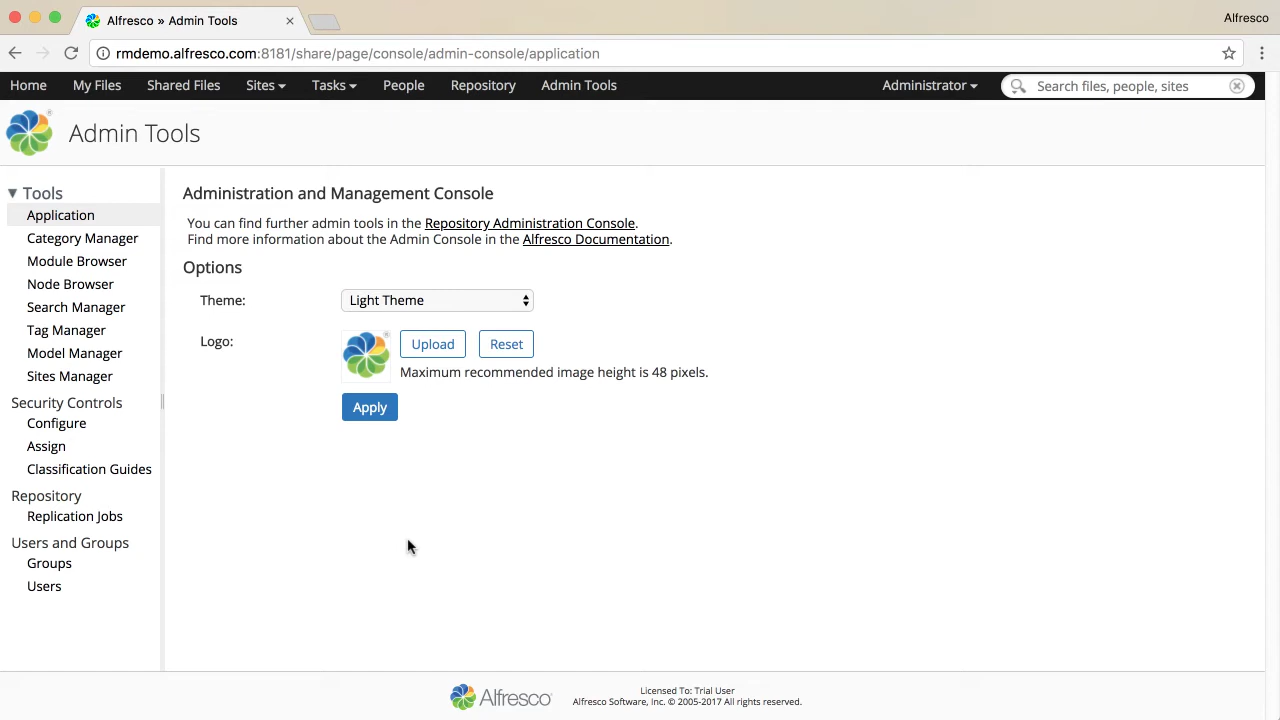 Alfresco » Admin Tools
Alfresco
rmdemo.alfresco.com:8181/share/page/console/admin-console/application
Home My Files Shared Files Sites Tasks People Repository Admin Tools Administrator Search files, people, sites
Admin Tools
Tools
Application
Category Manager
Module Browser
Node Browser
Search Manager
Tag Manager
Model Manager
Sites Manager
Security Controls
Configure
Assign
Classification Guides
Repository
Replication Jobs
Users and Groups
Groups
Users
Administration and Management Console
You can find further admin tools in the Repository Administration Console.
Find more information about the Admin Console in the Alfresco Documentation.
Options
Theme: Light Theme
Logo: Upload Reset
Maximum recommended image height is 48 pixels.
Apply
Alfresco
Licensed To: Trial User
Alfresco Software, Inc. © 2005-2017 All rights reserved.